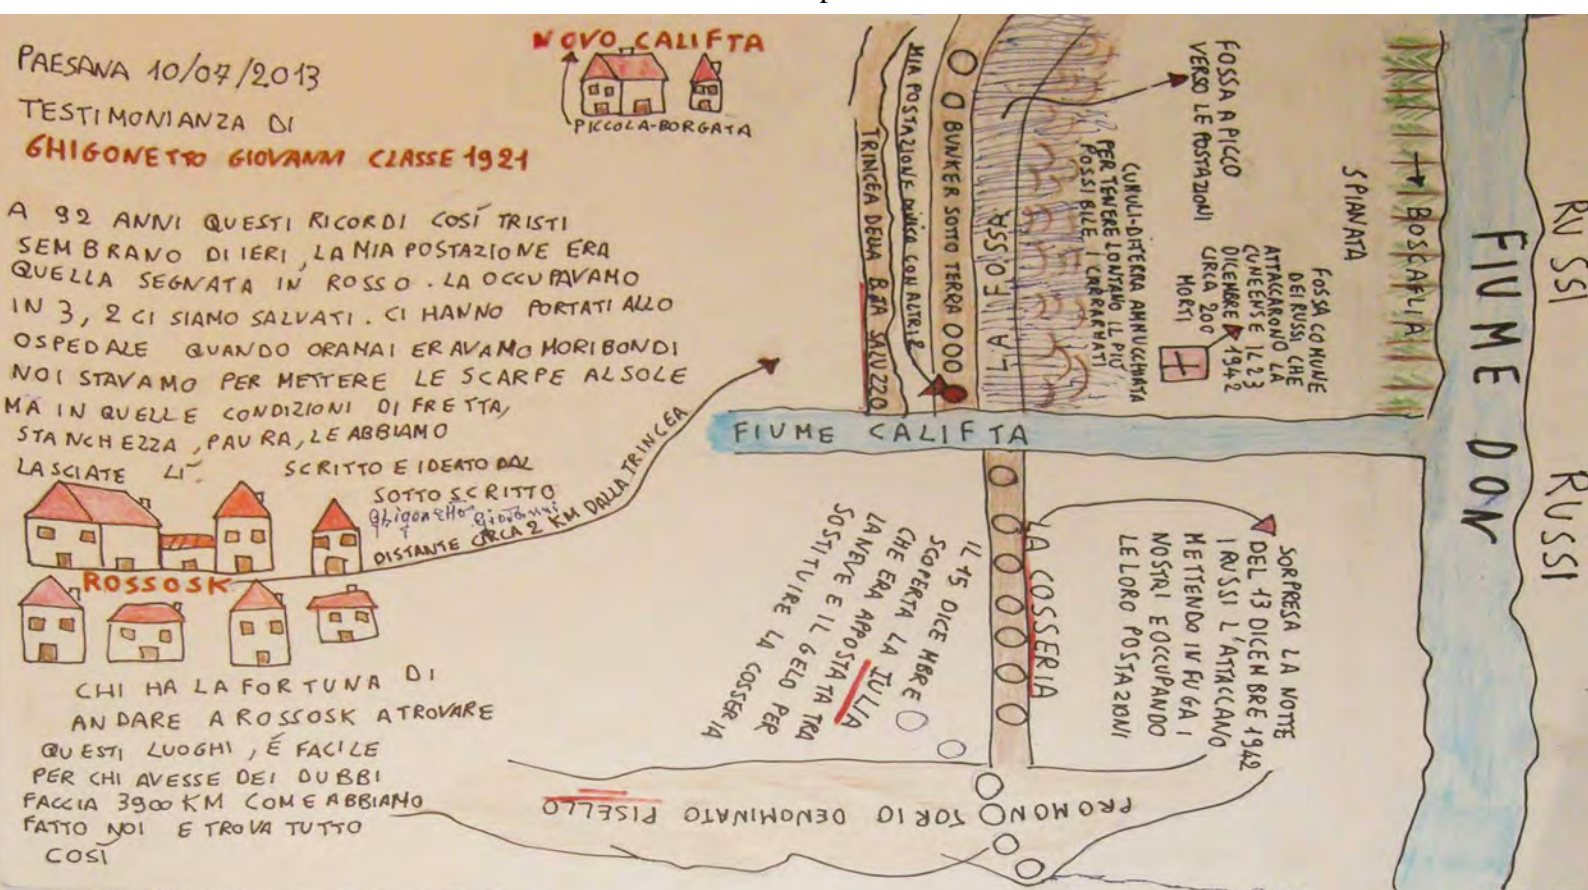 PAESANA 10/07/2013
TESTIMONIANZA DI
GHIGONETTO GIOVANNI CLASSE 1921
A 92 ANNI QUESTI RICORDI COSÍ TRISTI
SEMBRANO DI IERI, LA MIA POSTAZIONE ERA
QUELLA SEGNATA IN ROSSO. LA OCCUPAVAMO
IN 3, 2 CI SIAMO SALVATI. CI HANNO PORTATI ALLO
OSPEDALE QUANDO ORAMAI ERAVAMO MORIBONDI
NOI STAVAMO PER METTERE LE SCARPE AL SOLE
MA IN QUELLE CONDIZIONI DI FRETTA,
STANCHEZZA, PAURA, LE ABBIAMO
LASCIATE LÌ.
SCRITTO E IDEATO DAL
SOTTO SCRITTO
Ghigonetto Giovanni
DISTANTE CIRCA 2 KM DALLA TRINCEA
ROSSOSK
CHI HA LA FORTUNA DI
ANDARE A ROSSOSK A TROVARE
QUESTI LUOGHI, É FACILE
PER CHI AVESSE DEI DUBBI
FACCIA 3900 KM COME ABBIAMO
FATTO NOI E TROVA TUTTO
COSÌ
NOVO CALIFTA
PICCOLA-BORGATA
TRINCEA DELLA B.TA SALUZZO
MIA POSTAZIONE DIVISA CON ALTRI 2
BUNKER SOTTO TERRA
LA FOSSA
CUMULI-DI TERRA AMMUCCHIATA
PER TENERE LONTANO IL PIÙ
POSSIBILE, I CARRARMATI
FOSSA A PICCO
VERSO LE POSTAZIONI
FOSSA COMUNE
DEI RUSSI CHE
ATTACCARONO LA
CUNEENSE IL 23
DICEMBRE 1942
CIRCA 200
MORTI
SPIANATA
BOSCAFLIA
FIUME DON
RUSSI
RUSSI
FIUME CALIFTA
LA COSSERIA
SORPRESA LA NOTTE
DEL 13 DICEMBRE 1942
I RUSSI L'ATTACCANO
METTENDO IN FUGA I
NOSTRI E OCCUPANDO
LE LORO POSTAZIONI
IL 15 DICEMBRE
SCOPERTA LA IULIA
CHE ERA APPOSTATA TRA
LA NEVE E IL GELO PER
SOSTITUIRE LA COSSERIA
PROMONTORIO DENOMINATO PISELLO